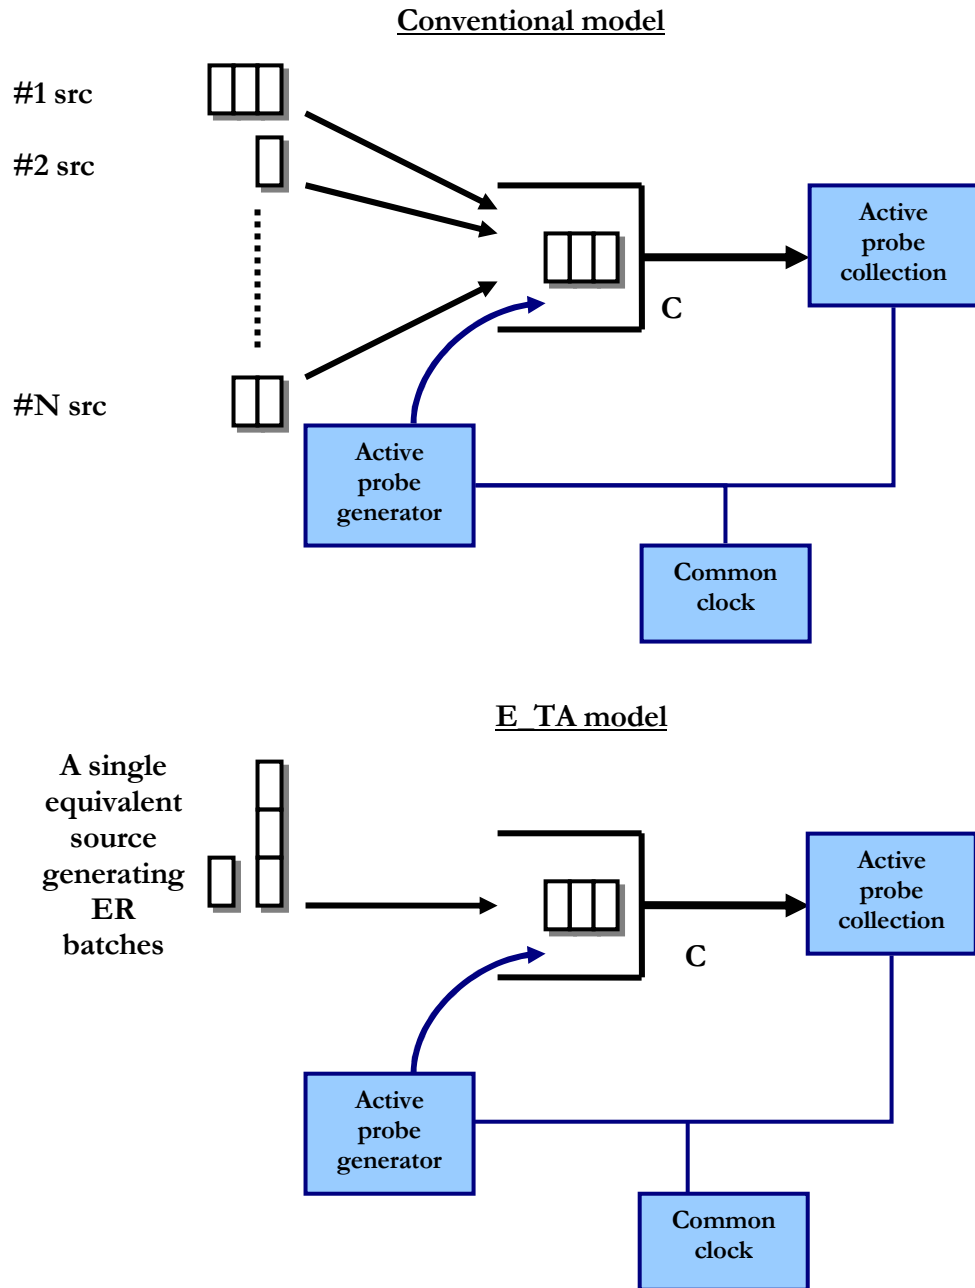 Conventional model
#1 src
#2 src
Active
probe
collection
C
#N src
Active
probe
generator
Common
clock
E_TA model
A single
equivalent
source
generating
ER
batches
Active
probe
collection
C
Active
probe
generator
Common
clock